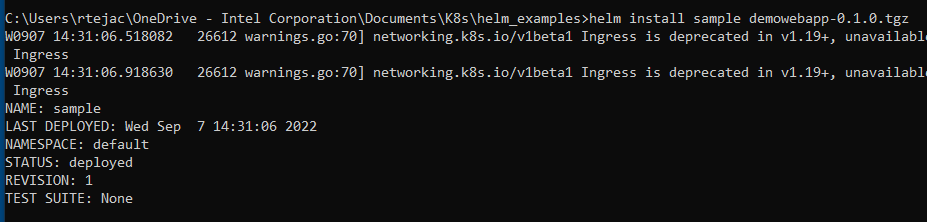 C:\Users\rtejac\OneDrive - Intel Corporation\Documents\K8s\helm_examples>helm install sample demowebapp-0.1.0.tgz
W0907 14:31:06.518082   26612 warnings.go:70] networking.k8s.io/v1beta1 Ingress is deprecated in v1.19+, unavailabl
 Ingress
W0907 14:31:06.918630   26612 warnings.go:70] networking.k8s.io/v1beta1 Ingress is deprecated in v1.19+, unavailabl
 Ingress
NAME: sample
LAST DEPLOYED: Wed Sep  7 14:31:06 2022
NAMESPACE: default
STATUS: deployed
REVISION: 1
TEST SUITE: None